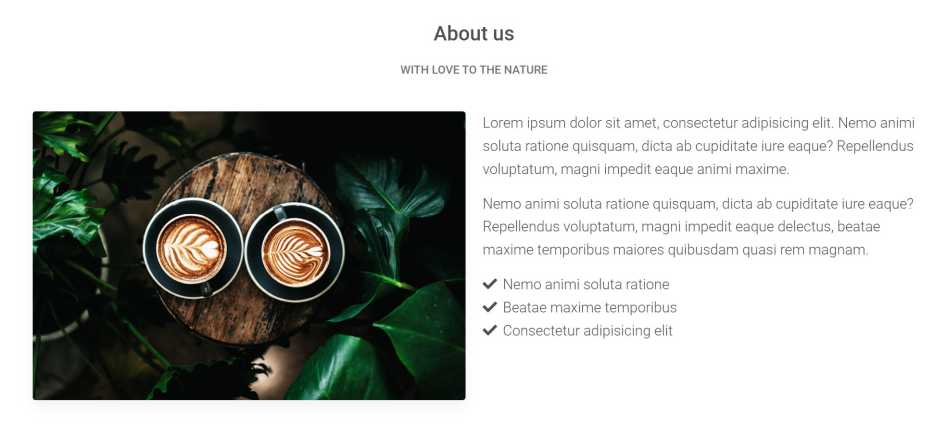 About us
WITH LOVE TO THE NATURE
Lorem ipsum dolor sit amet, consectetur adipisicing elit. Nemo animi
soluta ratione quisquam, dicta ab cupiditate iure eaque? Repellendus
voluptatum, magni impedit eaque animi maxime.
Nemo animi soluta ratione quisquam, dicta ab cupiditate iure eaque?
Repellendus voluptatum, magni impedit eaque delectus, beatae
maxime temporibus maiores quibusdam quasi rem magnam.
Nemo animi soluta ratione
Beatae maxime temporibus
Consectetur adipisicing elit